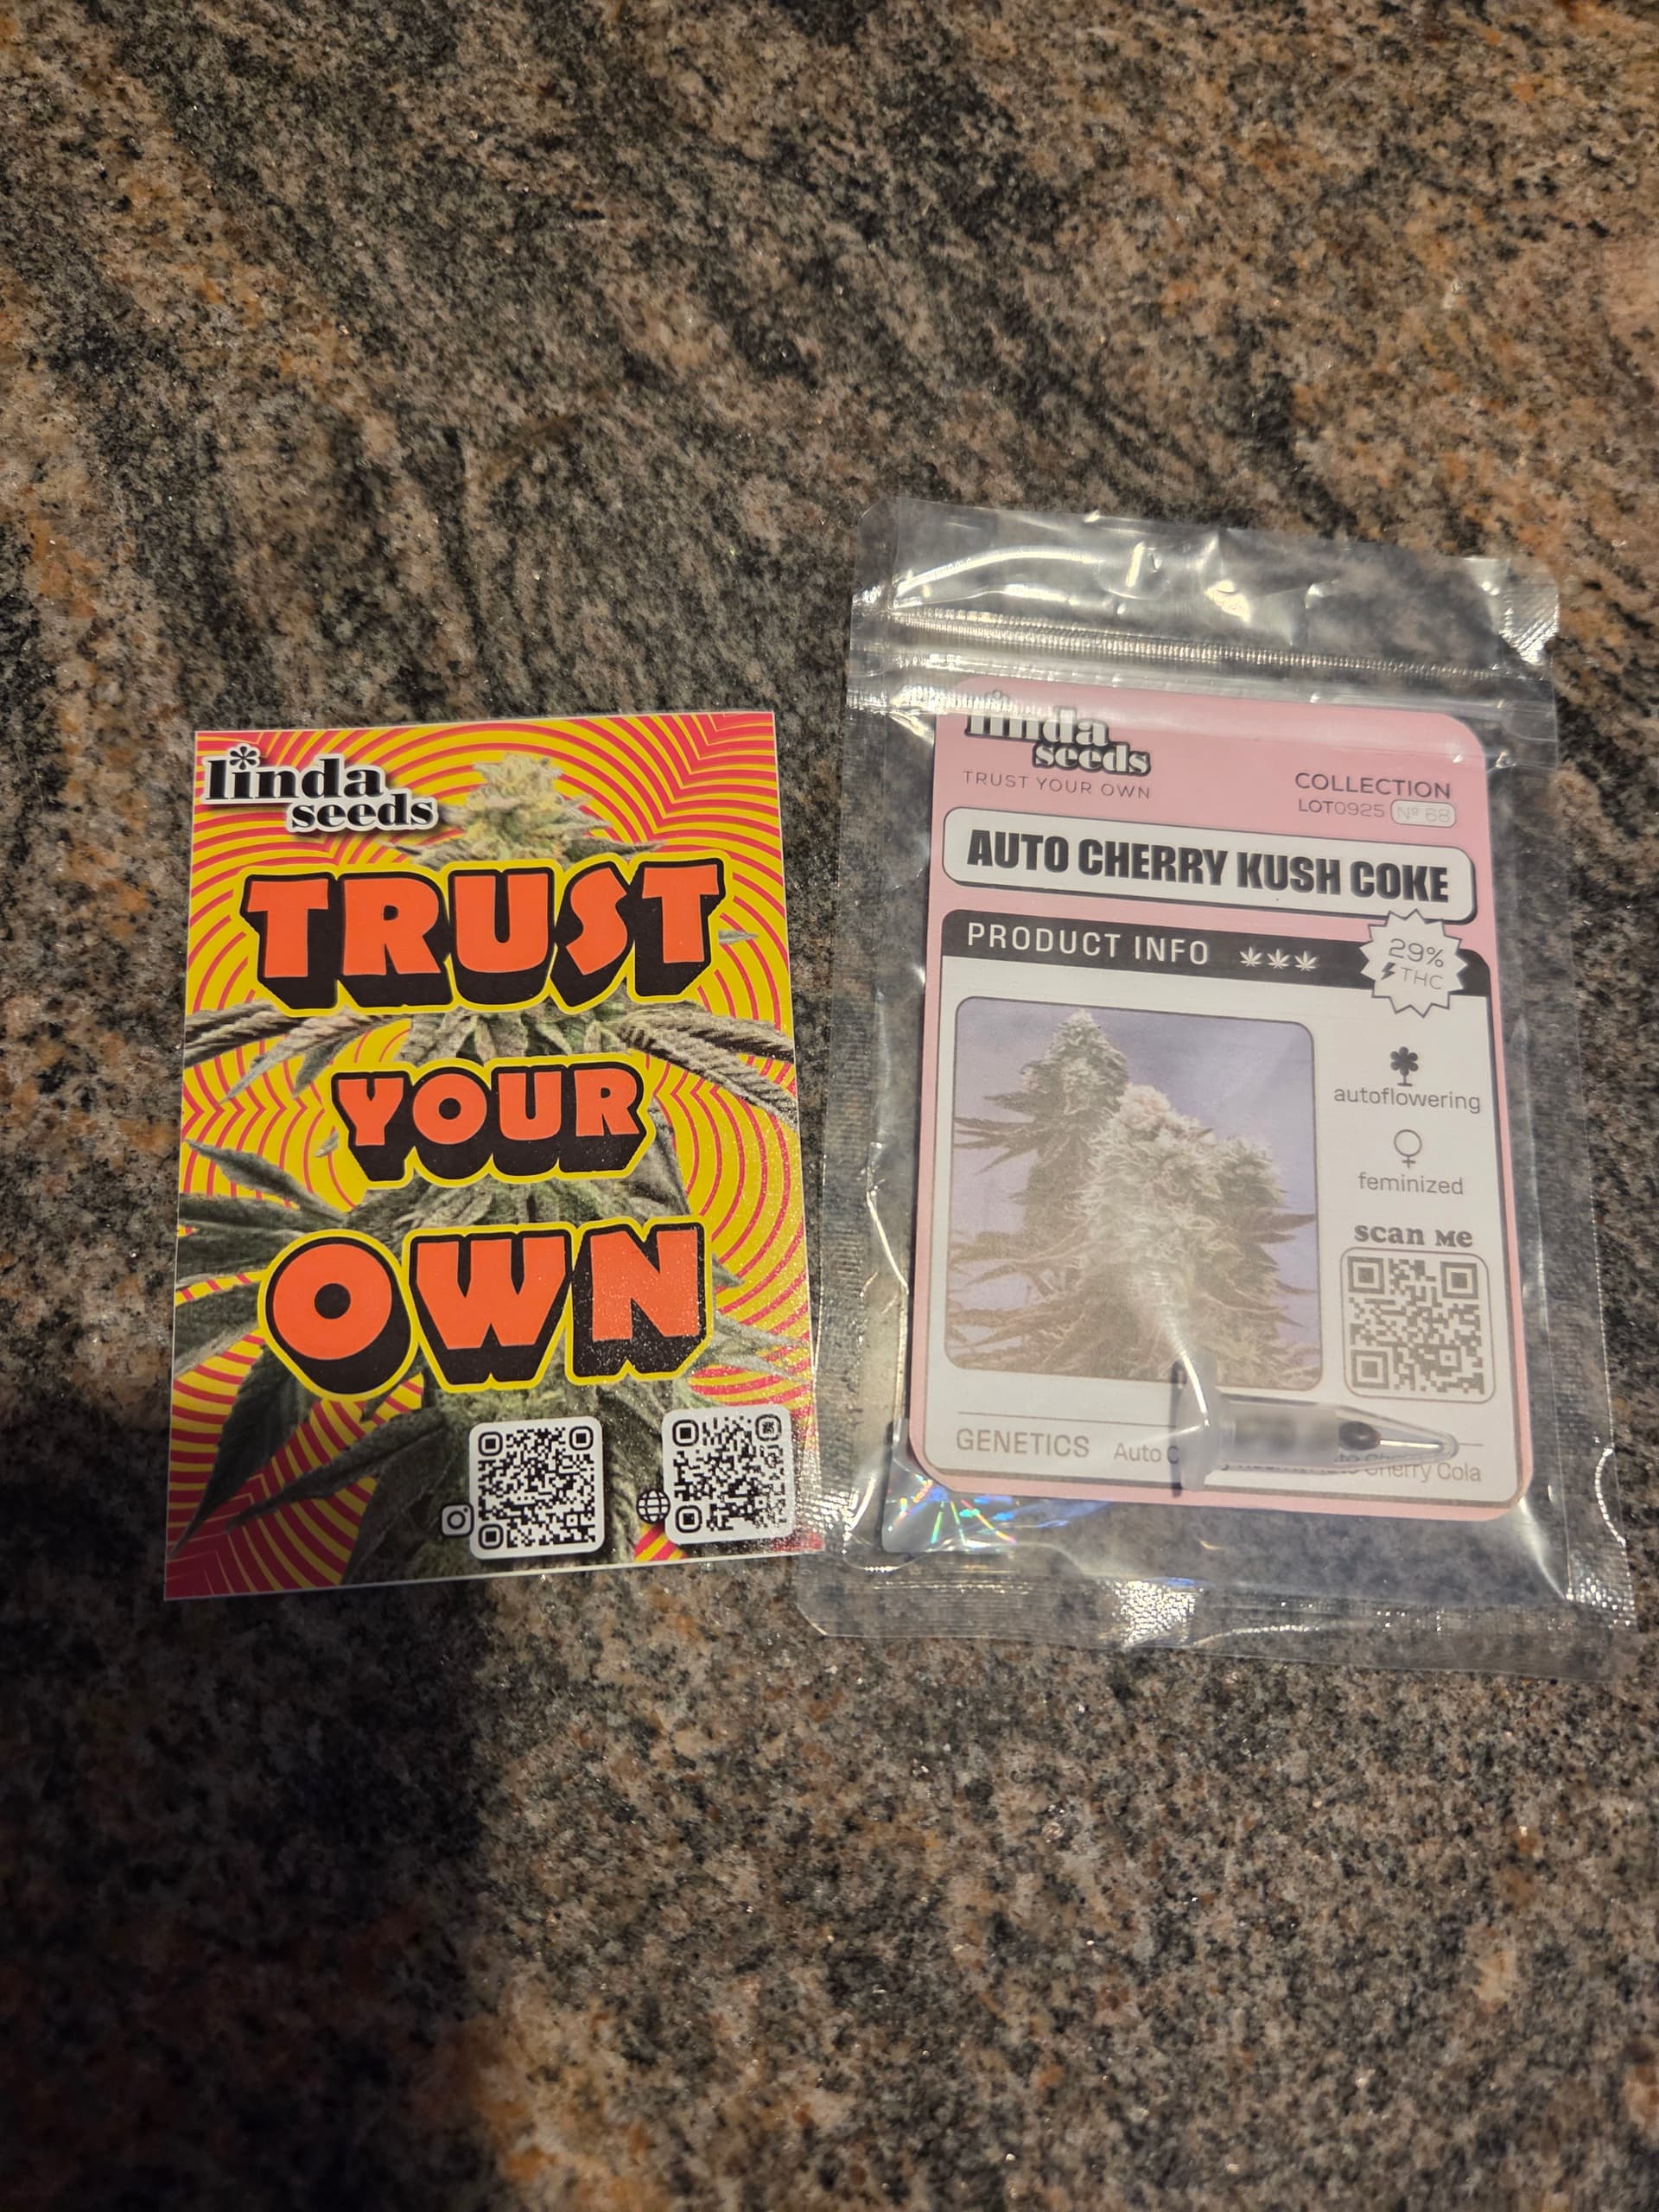 linda
seeds
TRUST
YOUR
OWN
linda
seeds
TRUST YOUR OWN
COLLECTION
LOT0925 Nº 68
AUTO CHERRY KUSH COKE
PRODUCT INFO
29%
THC
autoflowering
feminized
scan me
GENETICS Auto Cherry Cola